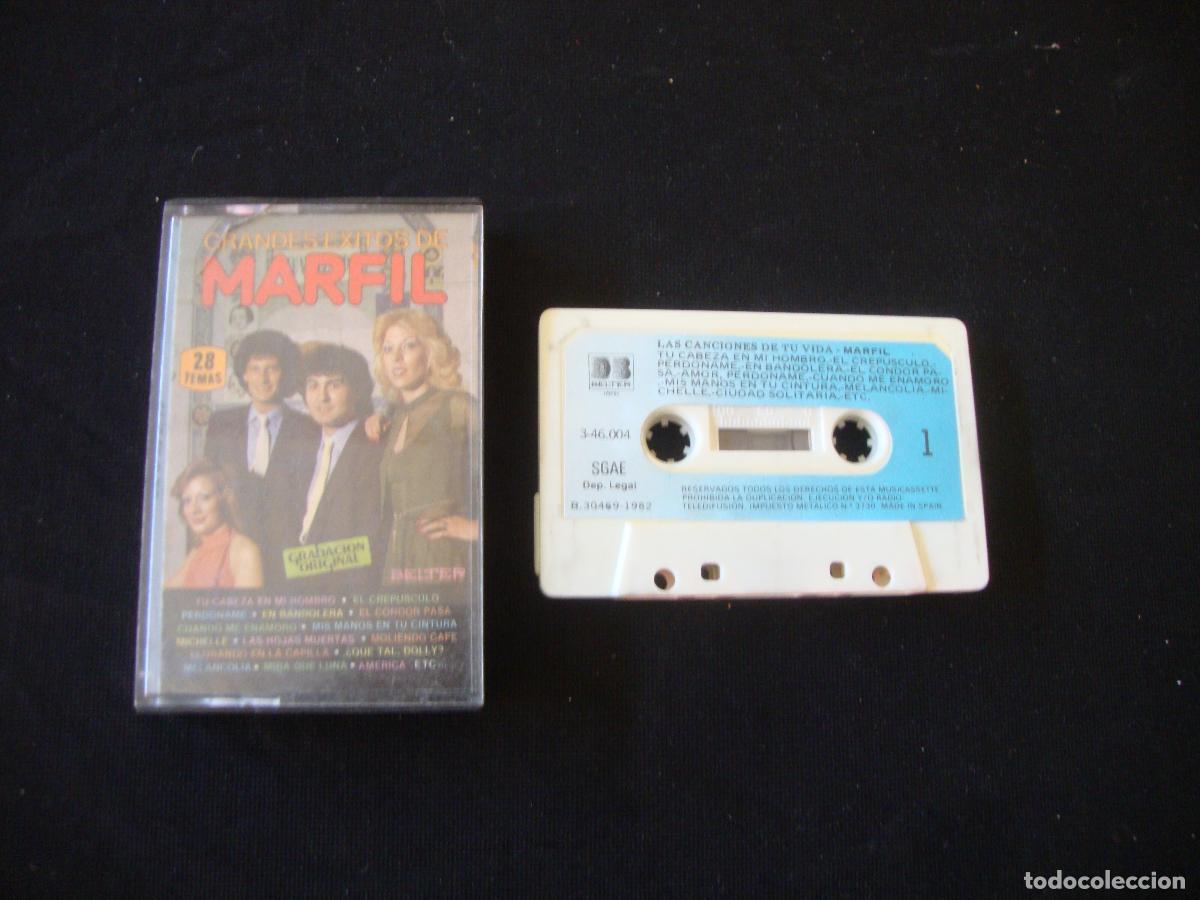 GRANDES EXITOS DE
MARFIL
28
TEMAS
GRABACION
ORIGINAL
BELTER
TU CABEZA EN MI HOMBRO • EL CREPUSCULO
PERDONAME • EN BANDOLERA • EL CONDOR PASA
CUANDO ME ENAMORO • MIS MANOS EN TU CINTURA
MICHELLE • LAS HOJAS MUERTAS • MOLIENDO CAFE
LLORANDO EN LA CAPILLA • ¿QUE TAL, DOLLY?
MELANCOLIA • MIRA QUE LUNA • AMERICA ETC.
LAS CANCIONES DE TU VIDA - MARFIL
TU CABEZA EN MI HOMBRO.-EL CREPUSCULO.-
PERDONAME.-EN BANDOLERA.-EL CONDOR PA-
SA.-AMOR, PERDONAME.-CUANDO ME ENAMORO
.-MIS MANOS EN TU CINTURA.-MELANCOLIA.-MI-
CHELLE.-CIUDAD SOLITARIA.-ETC.
BELTER
3-46.004
1
SGAE
Dep. Legal
B.30469-1982
RESERVADOS TODOS LOS DERECHOS DE ESTA MUSICASSETTE
PROHIBIDA LA DUPLICACION, EJECUCION Y/O RADIO
TELEDIFUSION. IMPUESTO METALICO N.º 3730. MADE IN SPAIN
todocoleccion